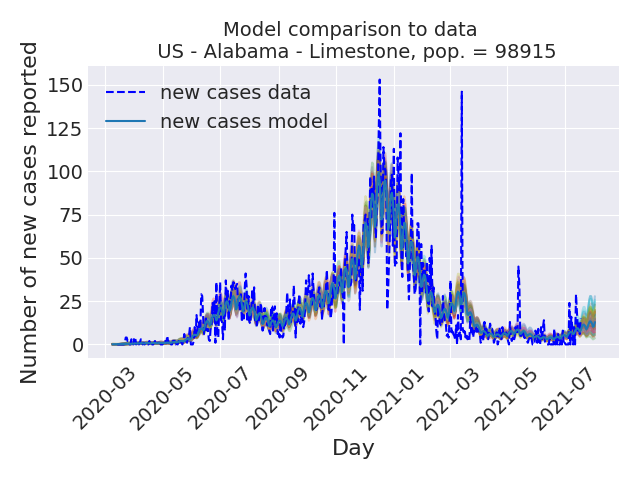 Model comparison to data
US - Alabama - Limestone, pop. = 98915
Number of new cases reported
150
125
100
75
50
25
0
new cases data
new cases model
2020-03
2020-05
2020-07
2020-09
2020-11
2021-01
2021-03
2021-05
2021-07
Day